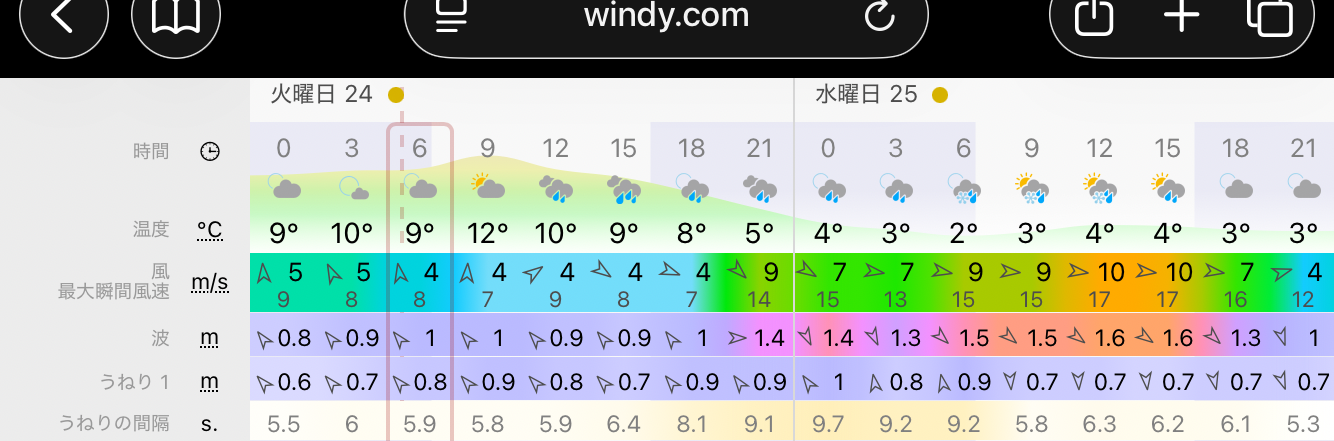 windy.com
火曜日 24 水曜日 25
時間 0 3 6 9 12 15 18 21 0 3 6 9 12 15 18 21
温度 °C 9° 10° 9° 12° 10° 9° 8° 5° 4° 3° 2° 3° 4° 4° 3° 3°
風 m/s 5 5 4 4 4 4 4 9 7 7 9 9 10 10 7 4
最大瞬間風速 9 8 8 7 9 8 7 14 15 13 15 15 17 17 16 12
波 m 0.8 0.9 1 1 0.9 0.9 1 1.4 1.4 1.3 1.5 1.5 1.6 1.6 1.3 1
うねり 1 m 0.6 0.7 0.8 0.9 0.8 0.7 0.9 0.9 1 0.8 0.9 0.7 0.7 0.7 0.7 0.7
うねりの間隔 s. 5.5 6 5.9 5.8 5.9 6.4 8.1 9.1 9.7 9.2 9.2 5.8 6.3 6.2 6.1 5.3